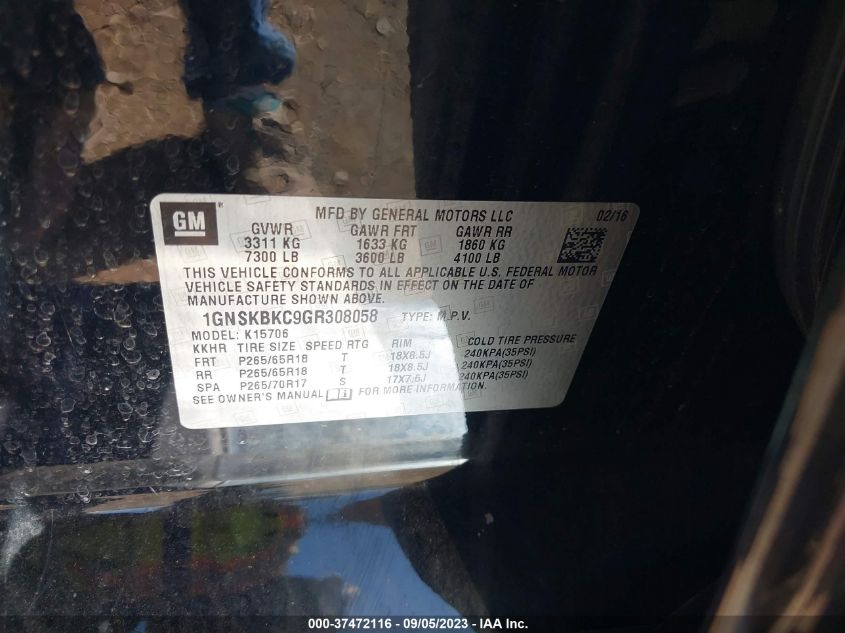 GM ® MFD BY GENERAL MOTORS LLC 02/16
GVWR GAWR FRT GAWR RR
3311 KG 1633 KG 1860 KG
7300 LB 3600 LB 4100 LB
THIS VEHICLE CONFORMS TO ALL APPLICABLE U.S. FEDERAL MOTOR
VEHICLE SAFETY STANDARDS IN EFFECT ON THE DATE OF
MANUFACTURE SHOWN ABOVE.
1GNSKBKC9GR308058 TYPE: M.P.V.
MODEL: K15706
KKHR TIRE SIZE SPEED RTG RIM COLD TIRE PRESSURE
FRT P265/65R18 T 18X8.5J 240KPA(35PSI)
RR P265/65R18 T 18X8.5J 240KPA(35PSI)
SPA P265/70R17 S 17X7.5J 240KPA(35PSI)
SEE OWNER'S MANUAL FOR MORE INFORMATION.
000-37472116 - 09/05/2023 - IAA Inc.